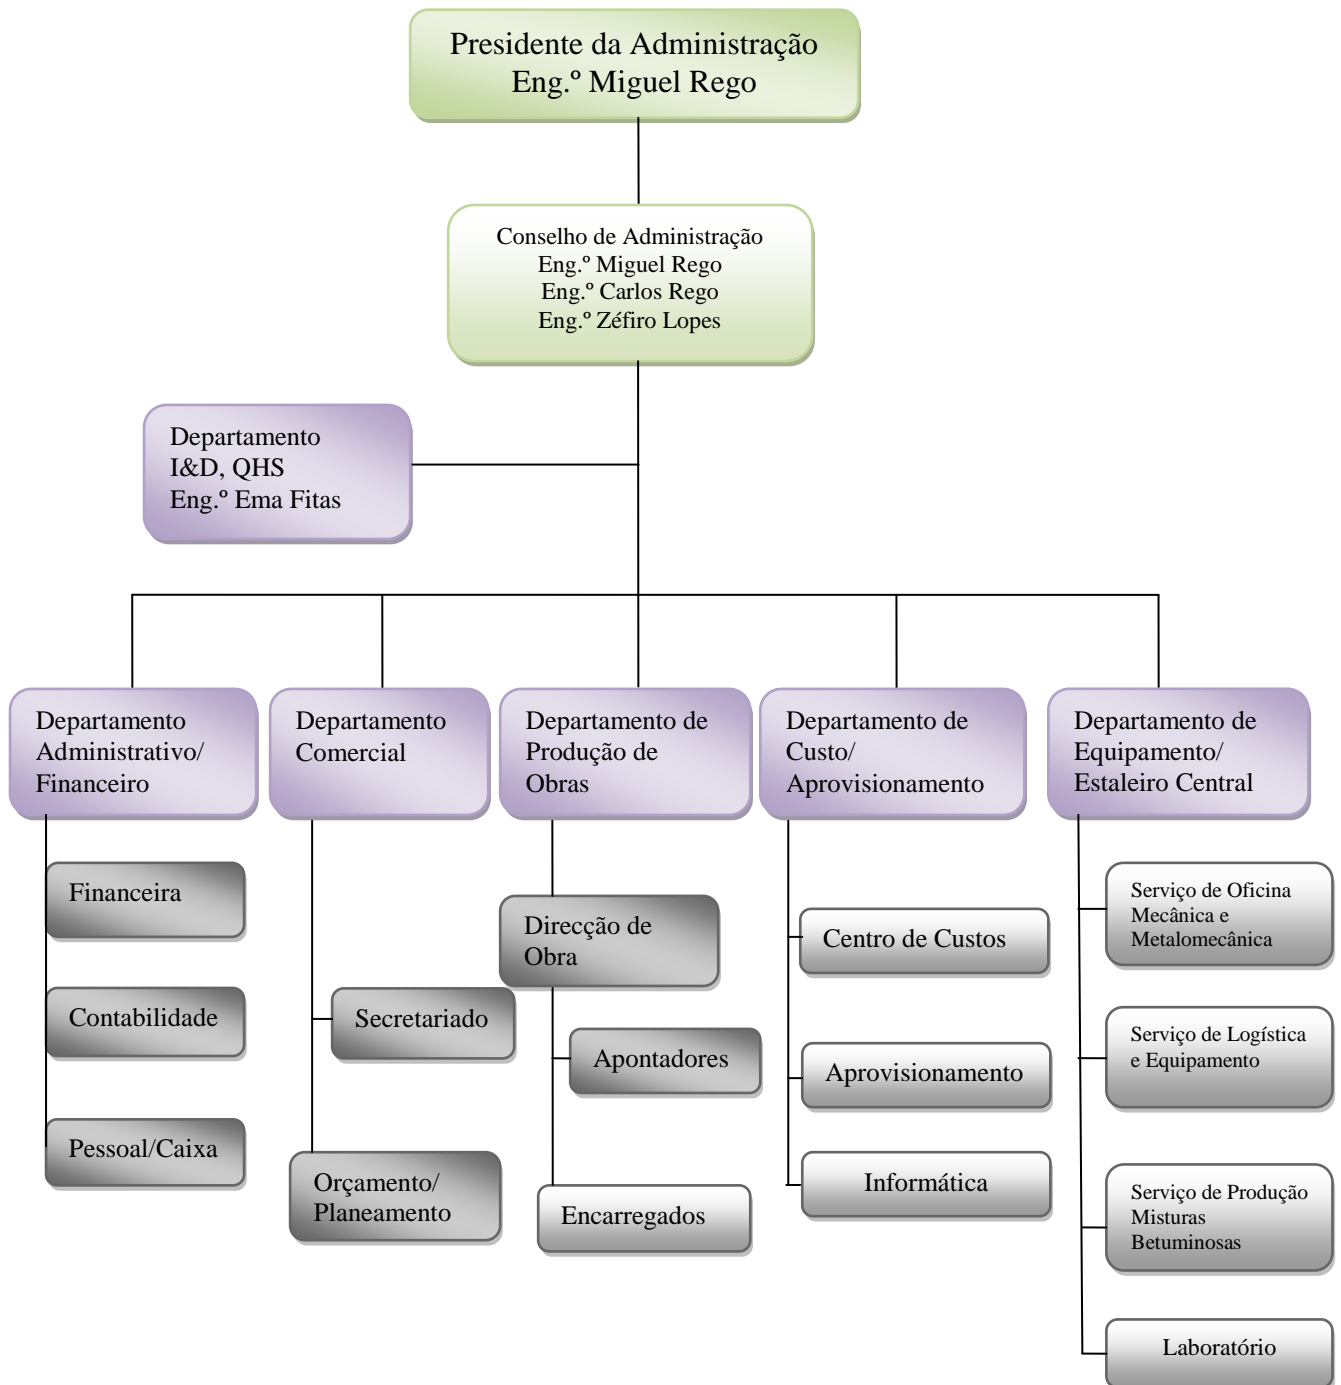 Presidente da Administração
Eng.º Miguel Rego
Conselho de Administração
Eng.º Miguel Rego
Eng.º Carlos Rego
Eng.º Zéfiro Lopes
Departamento
I&D, QHS
Eng.º Ema Fitas
Departamento
Administrativo/
Financeiro
Departamento
Comercial
Departamento de
Produção de
Obras
Departamento de
Custo/
Aprovisionamento
Departamento de
Equipamento/
Estaleiro Central
Financeira
Contabilidade
Pessoal/Caixa
Secretariado
Orçamento/
Planeamento
Direcção de
Obra
Apontadores
Encarregados
Centro de Custos
Aprovisionamento
Informática
Serviço de Oficina
Mecânica e
Metalomecânica
Serviço de Logística
e Equipamento
Serviço de Produção
Misturas
Betuminosas
Laboratório